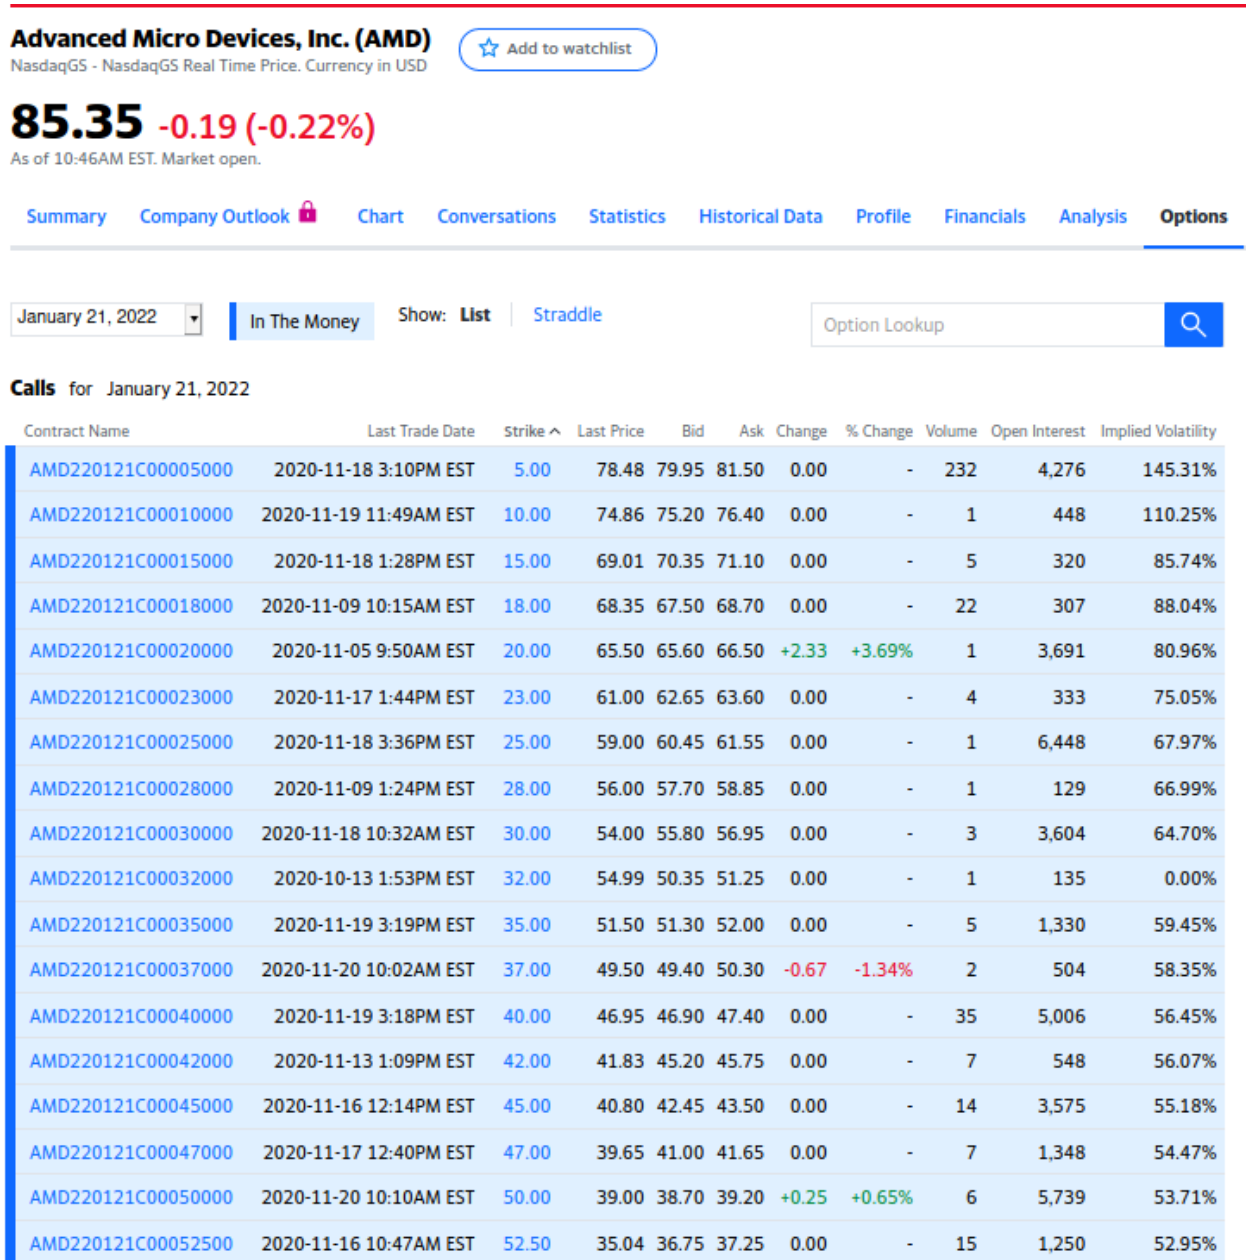 Advanced Micro Devices, Inc. (AMD) Add to watchlist
NasdaqGS - NasdaqGS Real Time Price. Currency in USD
85.35 -0.19 (-0.22%)
As of 10:46AM EST. Market open.
Summary Company Outlook Chart Conversations Statistics Historical Data Profile Financials Analysis Options
January 21, 2022 In The Money Show: List Straddle Option Lookup
Calls for January 21, 2022
Contract Name Last Trade Date Strike Last Price Bid Ask Change % Change Volume Open Interest Implied Volatility
AMD220121C00005000 2020-11-18 3:10PM EST 5.00 78.48 79.95 81.50 0.00 - 232 4,276 145.31%
AMD220121C00010000 2020-11-19 11:49AM EST 10.00 74.86 75.20 76.40 0.00 - 1 448 110.25%
AMD220121C00015000 2020-11-18 1:28PM EST 15.00 69.01 70.35 71.10 0.00 - 5 320 85.74%
AMD220121C00018000 2020-11-09 10:15AM EST 18.00 68.35 67.50 68.70 0.00 - 22 307 88.04%
AMD220121C00020000 2020-11-05 9:50AM EST 20.00 65.50 65.60 66.50 +2.33 +3.69% 1 3,691 80.96%
AMD220121C00023000 2020-11-17 1:44PM EST 23.00 61.00 62.65 63.60 0.00 - 4 333 75.05%
AMD220121C00025000 2020-11-18 3:36PM EST 25.00 59.00 60.45 61.55 0.00 - 1 6,448 67.97%
AMD220121C00028000 2020-11-09 1:24PM EST 28.00 56.00 57.70 58.85 0.00 - 1 129 66.99%
AMD220121C00030000 2020-11-18 10:32AM EST 30.00 54.00 55.80 56.95 0.00 - 3 3,604 64.70%
AMD220121C00032000 2020-10-13 1:53PM EST 32.00 54.99 50.35 51.25 0.00 - 1 135 0.00%
AMD220121C00035000 2020-11-19 3:19PM EST 35.00 51.50 51.30 52.00 0.00 - 5 1,330 59.45%
AMD220121C00037000 2020-11-20 10:02AM EST 37.00 49.50 49.40 50.30 -0.67 -1.34% 2 504 58.35%
AMD220121C00040000 2020-11-19 3:18PM EST 40.00 46.95 46.90 47.40 0.00 - 35 5,006 56.45%
AMD220121C00042000 2020-11-13 1:09PM EST 42.00 41.83 45.20 45.75 0.00 - 7 548 56.07%
AMD220121C00045000 2020-11-16 12:14PM EST 45.00 40.80 42.45 43.50 0.00 - 14 3,575 55.18%
AMD220121C00047000 2020-11-17 12:40PM EST 47.00 39.65 41.00 41.65 0.00 - 7 1,348 54.47%
AMD220121C00050000 2020-11-20 10:10AM EST 50.00 39.00 38.70 39.20 +0.25 +0.65% 6 5,739 53.71%
AMD220121C00052500 2020-11-16 10:47AM EST 52.50 35.04 36.75 37.25 0.00 - 15 1,250 52.95%